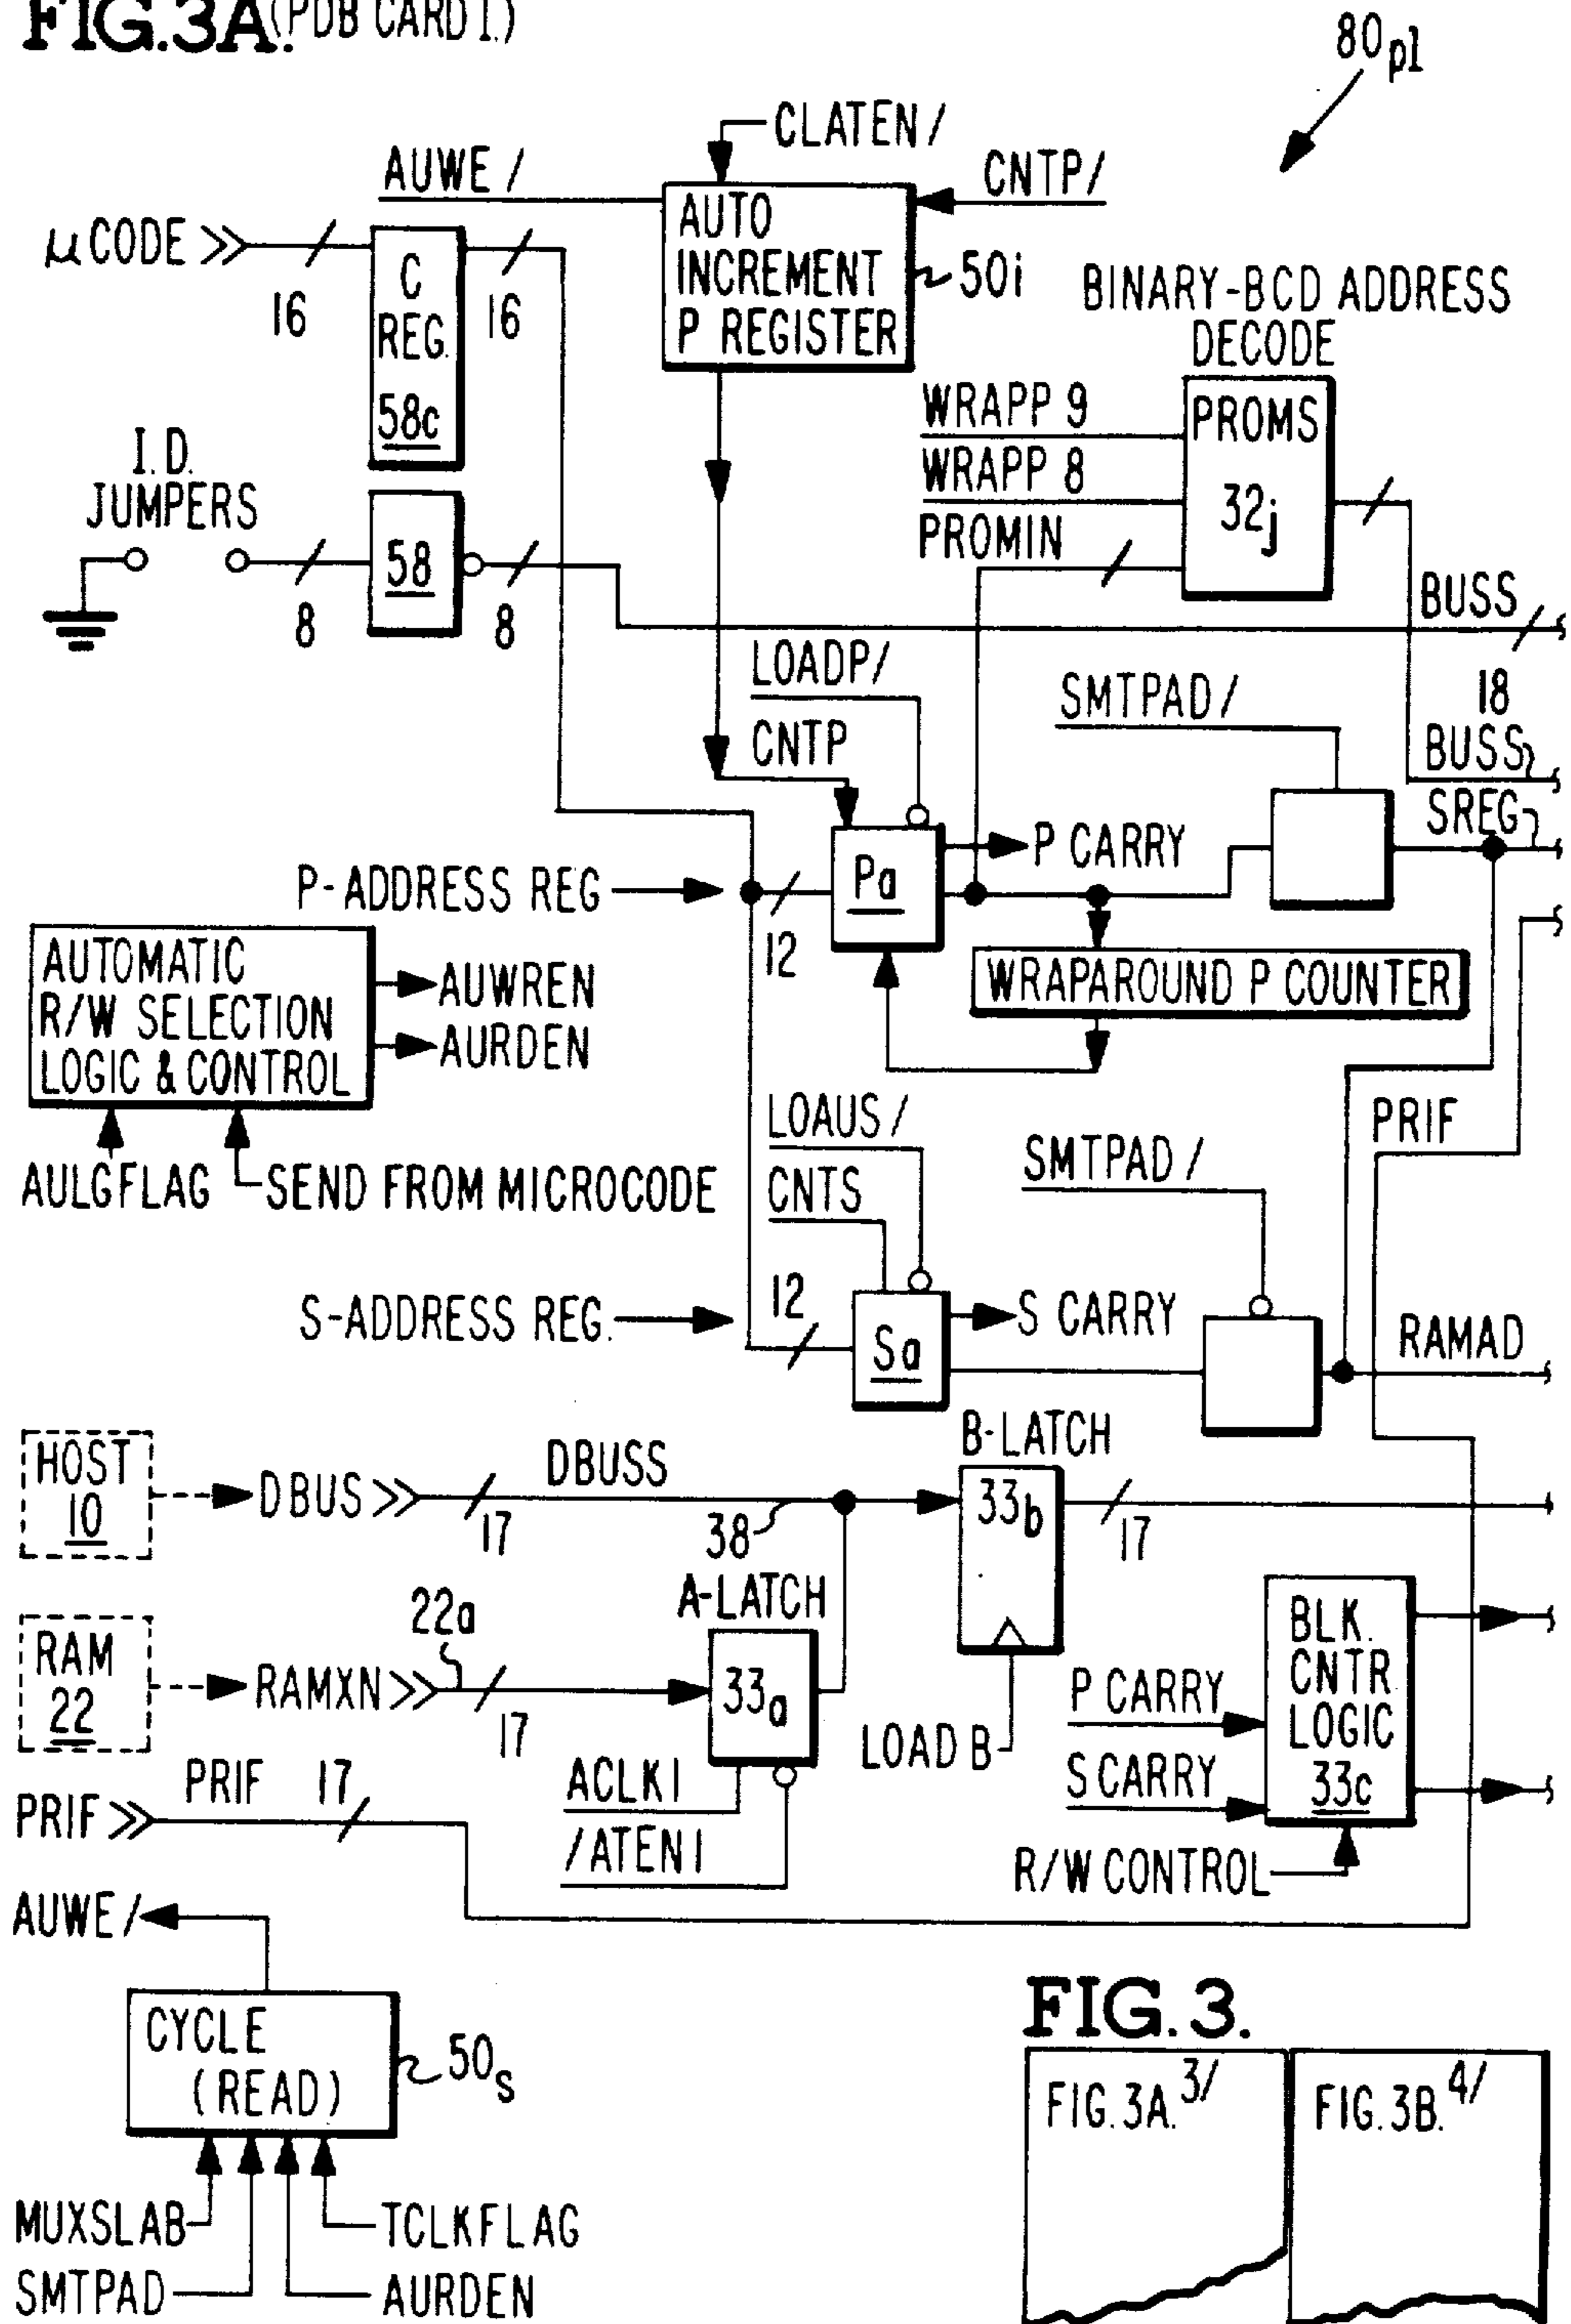 FIG.3A. (PDB CARD I.)
80pl
CLATEN/
AUWE/
CNTP/
µCODE
16
C
REG.
58c
16
AUTO
INCREMENT
P REGISTER
50i
BINARY-BCD ADDRESS
DECODE
WRAPP 9
WRAPP 8
PROMIN
PROMS
32j
I.D.
JUMPERS
8
58
8
BUSS
18
LOADP/
CNTP
SMTPAD/
BUSS
SREG
P-ADDRESS REG
12
Pa
P CARRY
WRAPAROUND P COUNTER
AUTOMATIC
R/W SELECTION
LOGIC & CONTROL
AUWREN
AURDEN
AULGFLAG
SEND FROM MICROCODE
LOAUS/
CNTS
SMTPAD/
PRIF
S-ADDRESS REG.
12
Sa
S CARRY
RAMAD
HOST
10
DBUS
17
DBUSS
38
B-LATCH
33b
17
LOAD B
RAM
22
RAMXN
22a
17
A-LATCH
33a
ACLK1
/ATEN1
BLK.
CNTR
LOGIC
33c
P CARRY
S CARRY
R/W CONTROL
PRIF
PRIF
17
AUWE/
CYCLE
(READ)
50s
MUXSLAB
SMTPAD
TCLKFLAG
AURDEN
FIG.3.
FIG.3A. 3/
FIG.3B. 4/